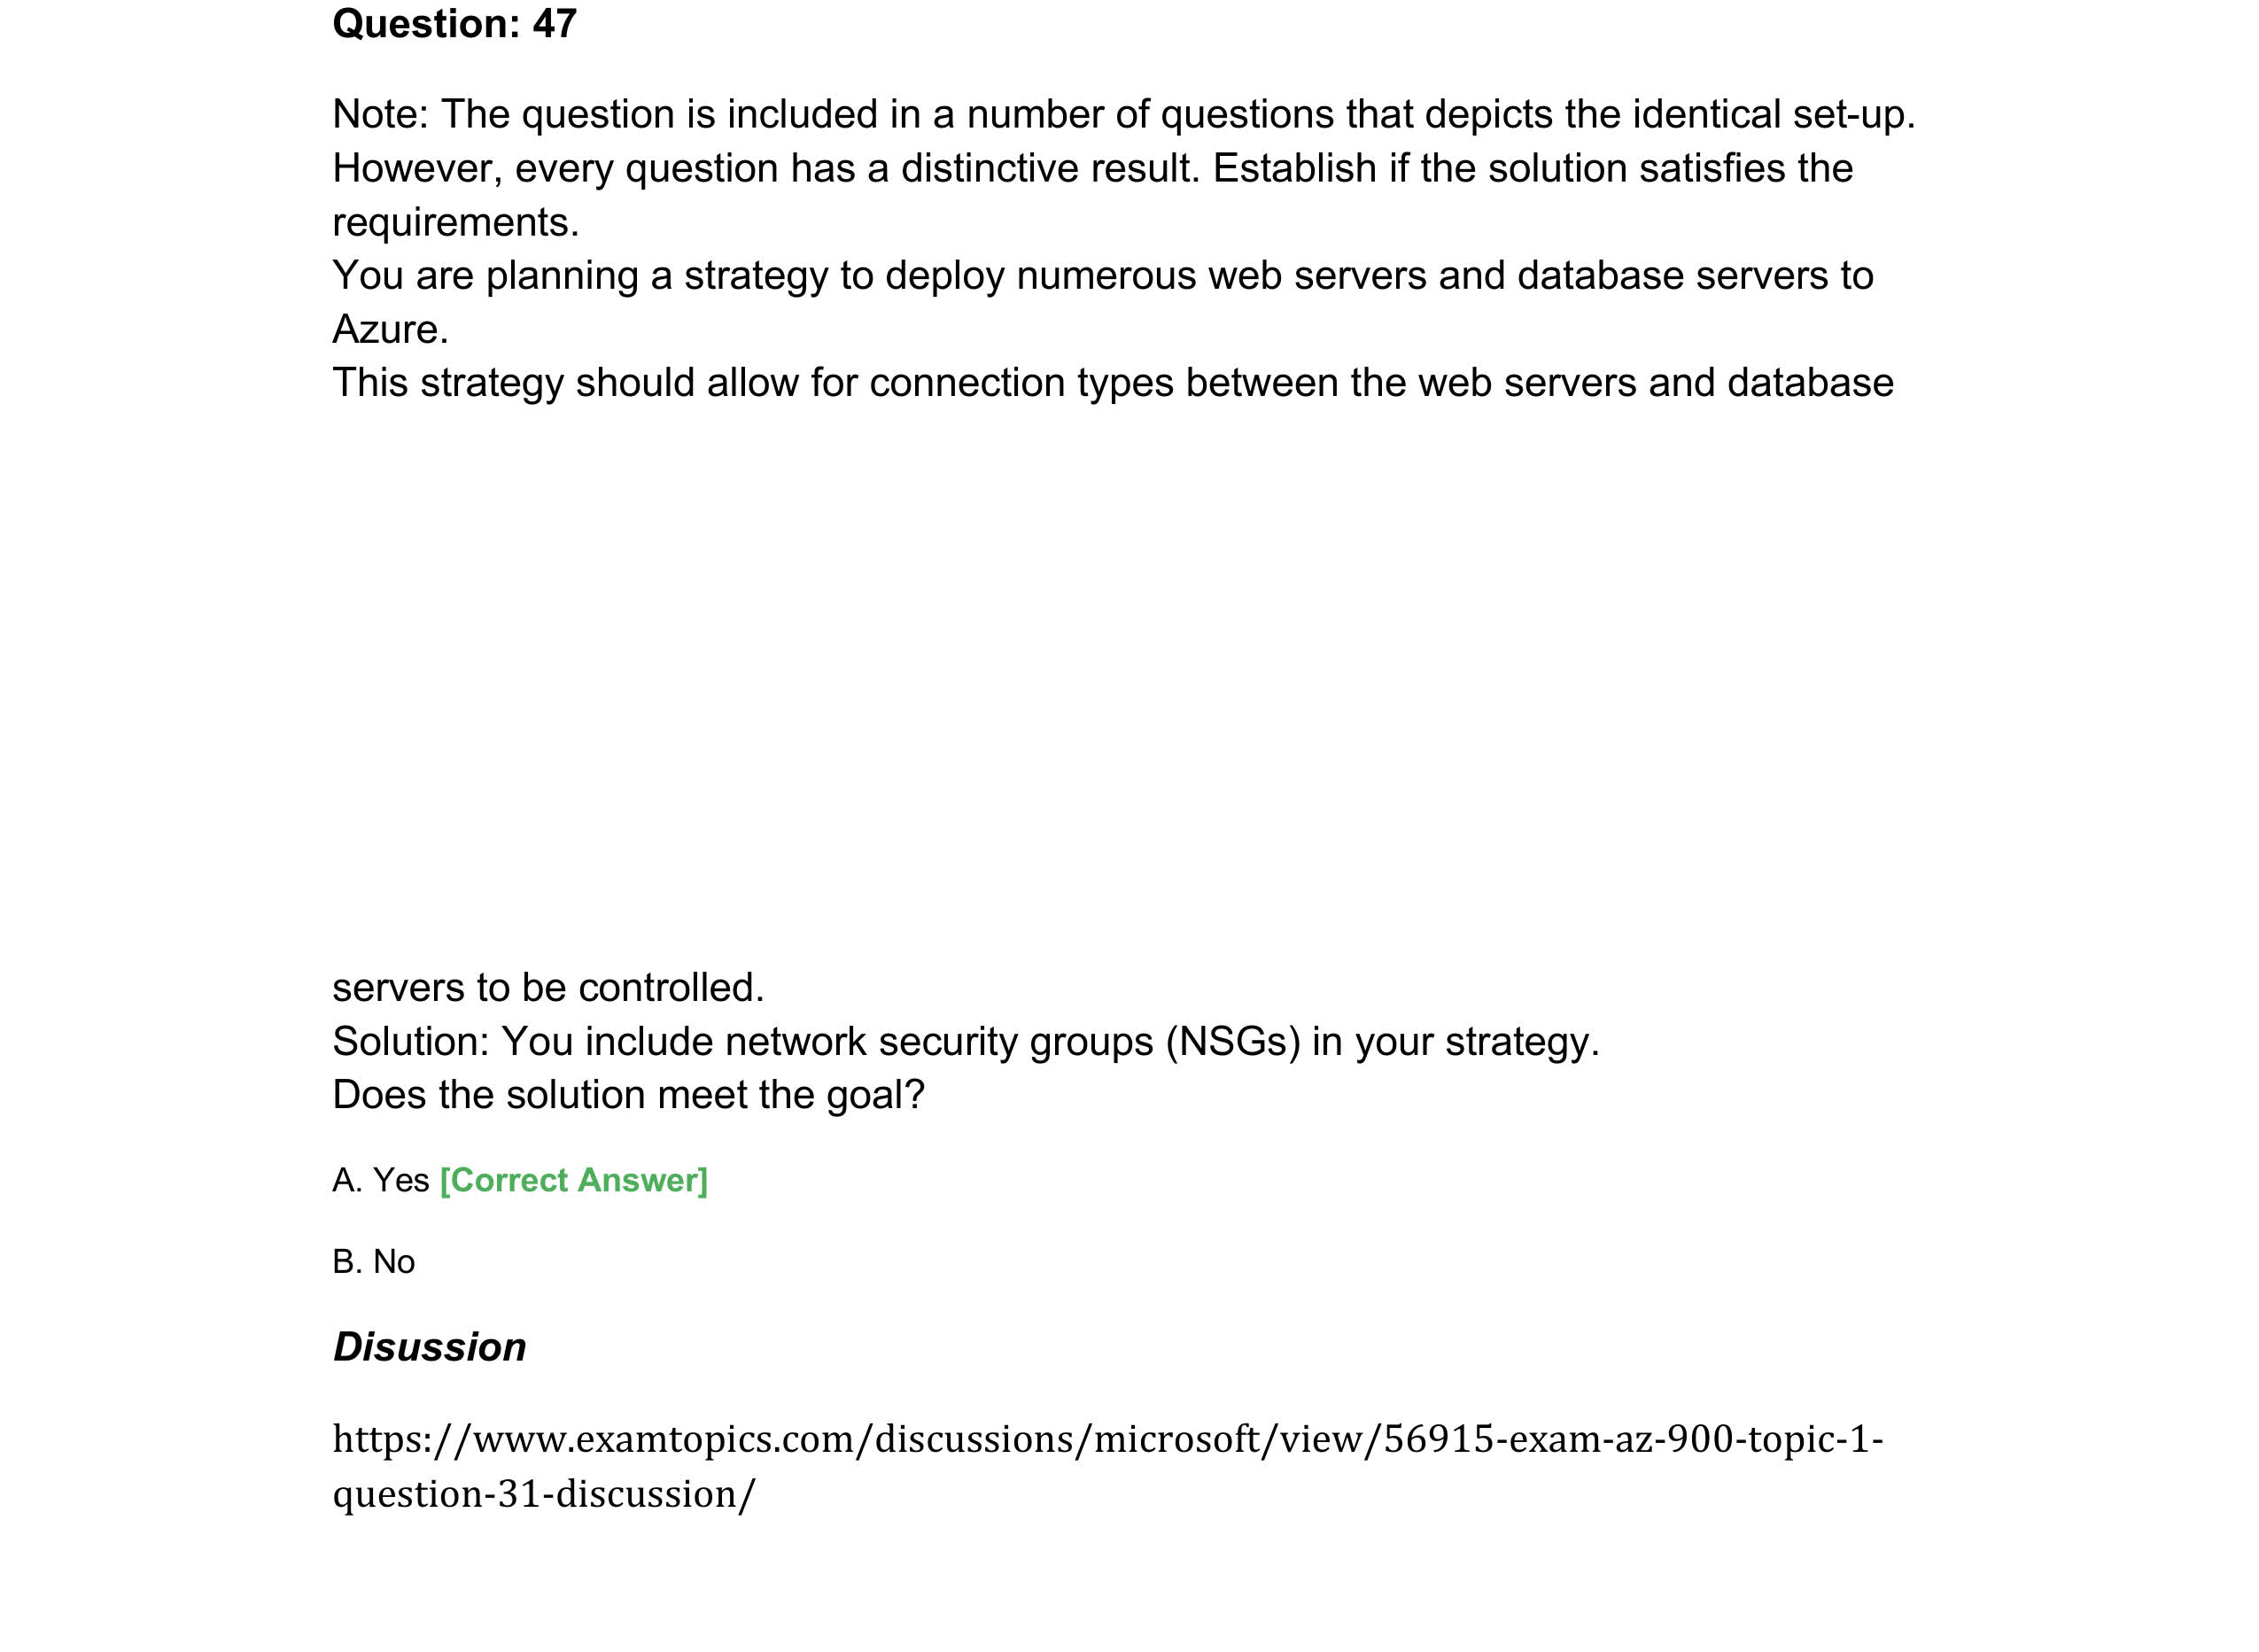 Question: 47
Note: The question is included in a number of questions that depicts the identical set-up.
However, every question has a distinctive result. Establish if the solution satisfies the
requirements.
You are planning a strategy to deploy numerous web servers and database servers to
Azure.
This strategy should allow for connection types between the web servers and database
servers to be controlled.
Solution: You include network security groups (NSGs) in your strategy.
Does the solution meet the goal?
A. Yes [Correct Answer]
B. No
Disussion
https://www.examtopics.com/discussions/microsoft/view/56915-exam-az-900-topic-1-
question-31-discussion/